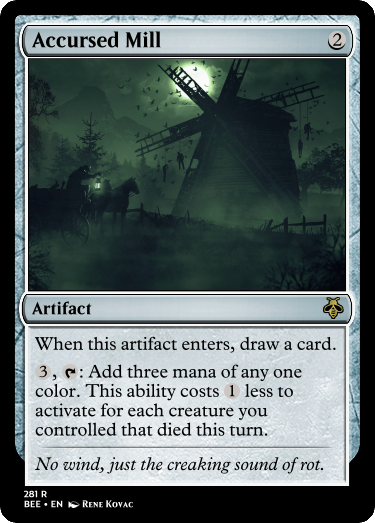 Accursed Mill 2
Artifact
When this artifact enters, draw a card.
3, : Add three mana of any one
color. This ability costs 1 less to
activate for each creature you
controlled that died this turn.
No wind, just the creaking sound of rot.
281 R
BEE • EN Rene Kovac